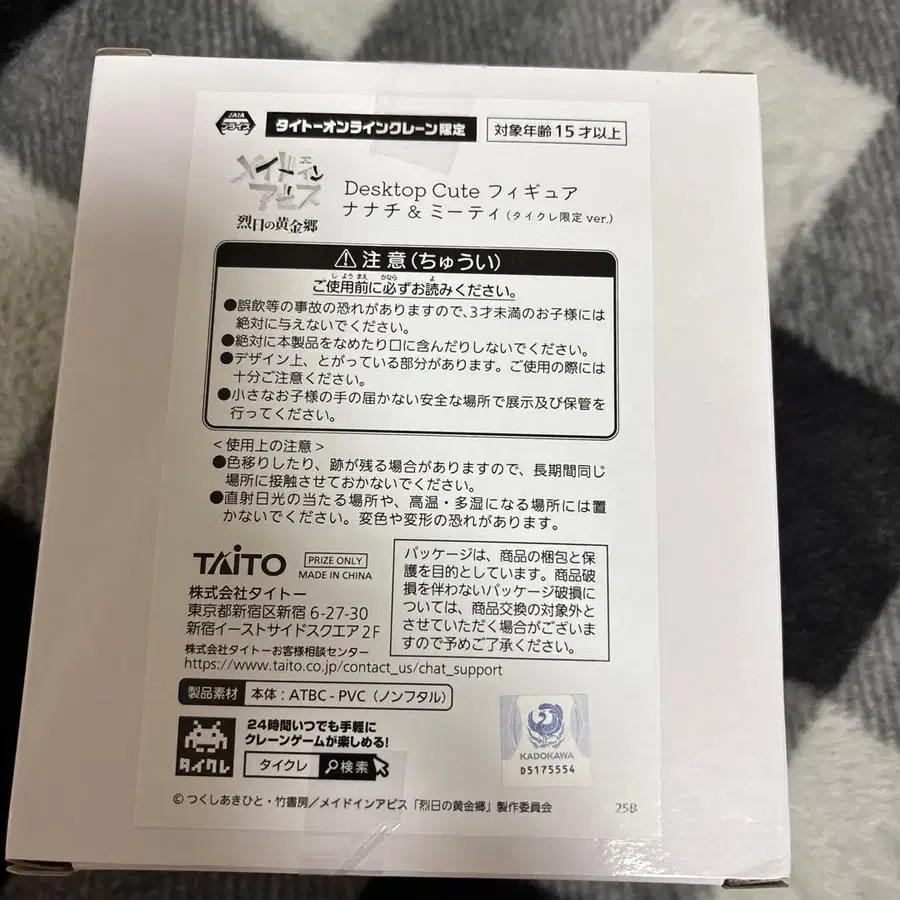 JAIA
プライズ
タイトーオンラインクレーン限定
対象年齢15才以上
メイドイン
アビス
烈日の黄金郷
Desktop Cute フィギュア
ナナチ & ミーティ(タイクレ限定 ver.)
⚠注意(ちゅうい)
ご使用前に必ずお読みください。
●誤飲等の事故の恐れがありますので、3才未満のお子様には
絶対に与えないでください。
●絶対に本製品をなめたり口に含んだりしないでください。
●デザイン上、とがっている部分があります。ご使用の際には
十分ご注意ください。
●小さなお子様の手の届かない安全な場所で展示及び保管を
行ってください。
<使用上の注意>
●色移りしたり、跡が残る場合がありますので、長期間同じ
場所に接触させておかないでください。
●直射日光の当たる場所や、高温・多湿になる場所には置
かないでください。変色や変形の恐れがあります。
TAITO
PRIZE ONLY
MADE IN CHINA
株式会社タイトー
東京都新宿区新宿 6-27-30
新宿イーストサイドスクエア 2F
株式会社タイトーお客様相談センター
https://www.taito.co.jp/contact_us/chat_support
パッケージは、商品の梱包と保
護を目的としています。商品破
損を伴わないパッケージ破損に
ついては、商品交換の対象外と
させていただく場合がございま
すので予めご了承ください。
製品素材 本体:ATBC-PVC(ノンフタル)
タイクレ
24時間いつでも手軽に
クレーンゲームが楽しめる!
タイクレ 検索
KADOKAWA
D5175554
©つくしあきひと・竹書房/メイドインアビス「烈日の黄金郷」製作委員会
25B